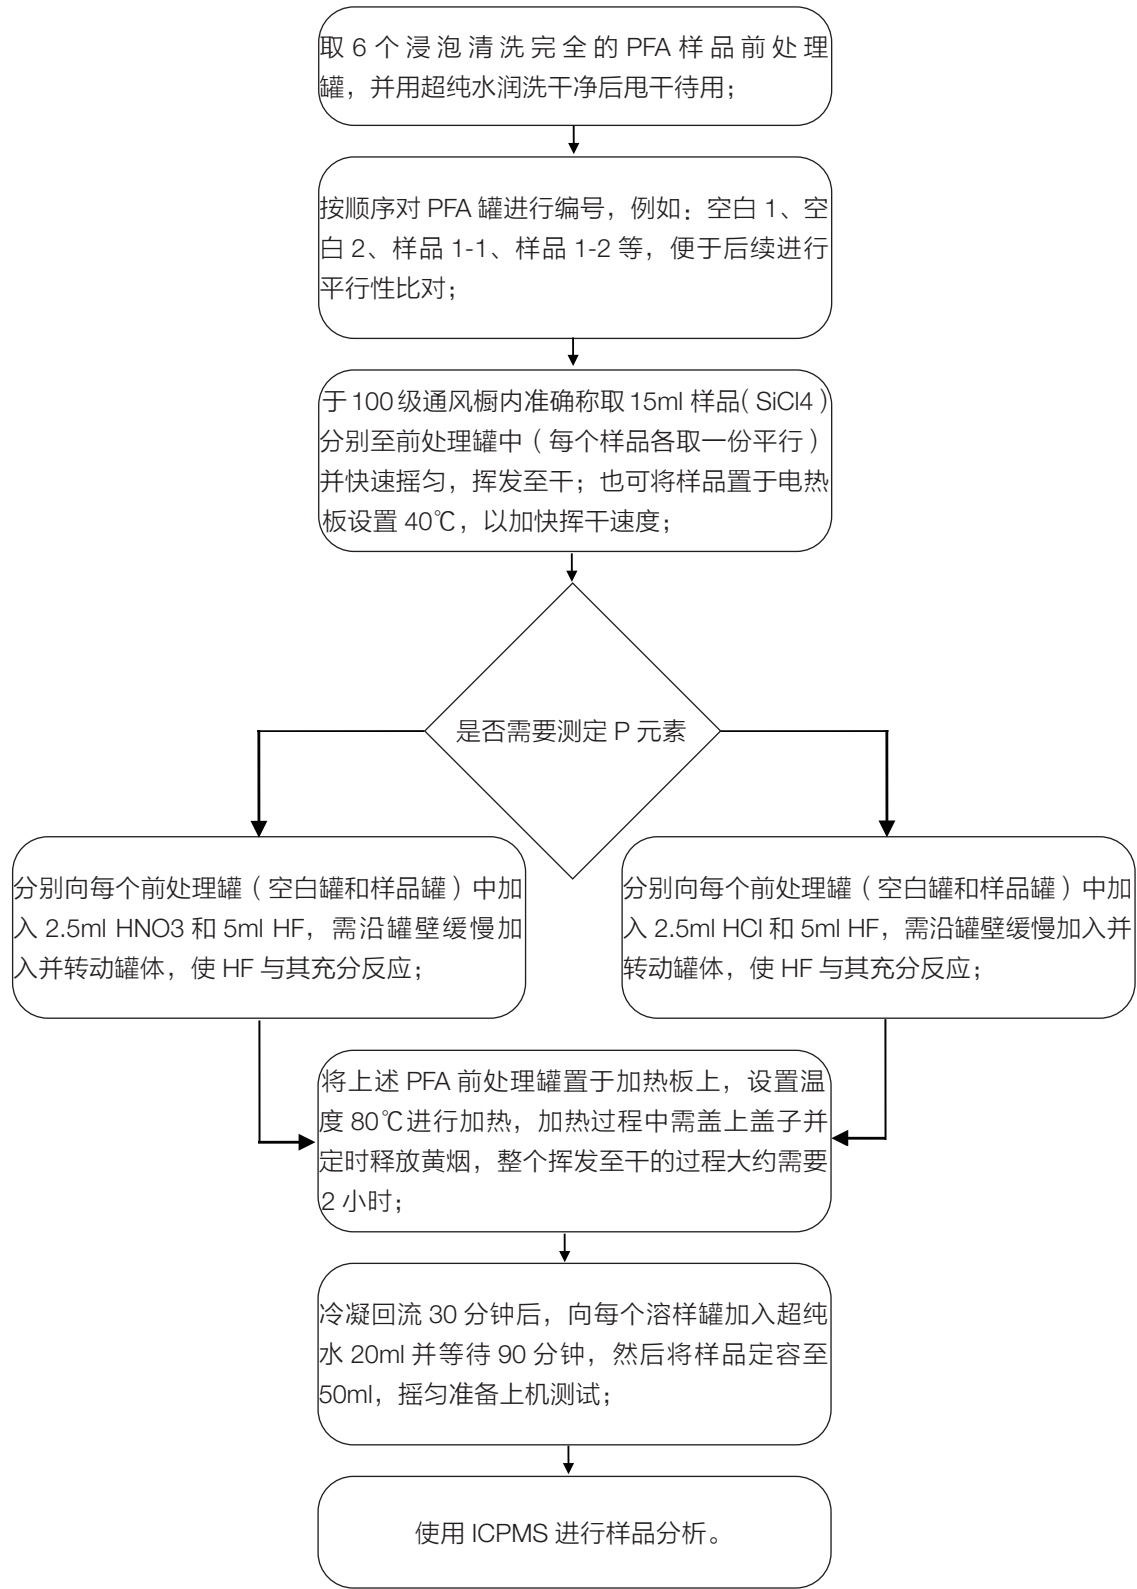 取 6 个浸泡清洗完全的 PFA 样品前处理
罐，并用超纯水润洗干净后甩干待用；
按顺序对 PFA 罐进行编号，例如：空白 1、空
白 2、样品 1-1、样品 1-2 等，便于后续进行
平行性比对；
于 100 级通风橱内准确称取 15ml 样品（SiCl4）
分别至前处理罐中（每个样品各取一份平行）
并快速摇匀，挥发至干；也可将样品置于电热
板设置 40℃，以加快挥干速度；
是否需要测定 P 元素
分别向每个前处理罐（空白罐和样品罐）中加
入 2.5ml HNO3 和 5ml HF，需沿罐壁缓慢加
入并转动罐体，使 HF 与其充分反应；
分别向每个前处理罐（空白罐和样品罐）中加
入 2.5ml HCl 和 5ml HF，需沿罐壁缓慢加入并
转动罐体，使 HF 与其充分反应；
将上述 PFA 前处理罐置于加热板上，设置温
度 80℃进行加热，加热过程中需盖上盖子并
定时释放黄烟，整个挥发至干的过程大约需要
2 小时；
冷凝回流 30 分钟后，向每个溶样罐加入超纯
水 20ml 并等待 90 分钟，然后将样品定容至
50ml，摇匀准备上机测试；
使用 ICPMS 进行样品分析。